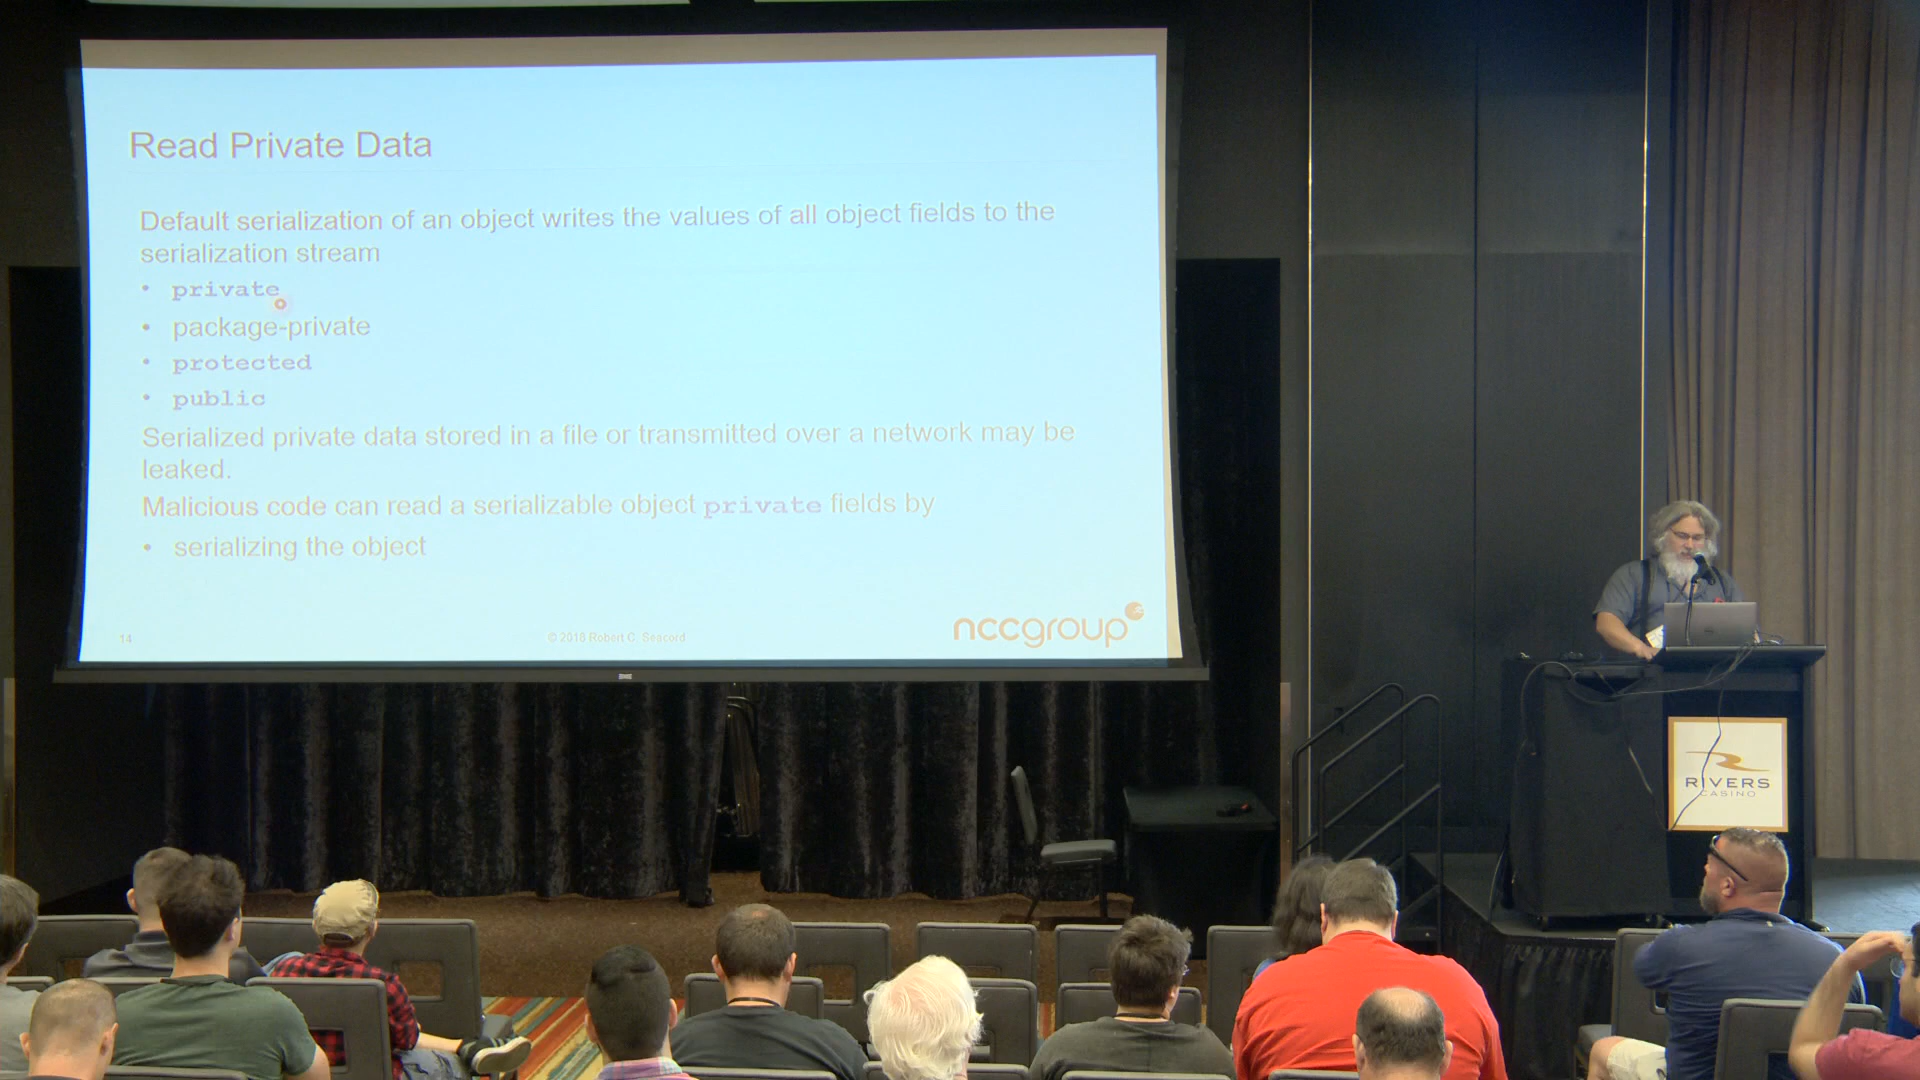 Read Private Data
Default serialization of an object writes the values of all object fields to the
serialization stream
• private
• package-private
• protected
• public
Serialized private data stored in a file or transmitted over a network may be
leaked.
Malicious code can read a serializable object private fields by
• serializing the object
14
© 2018 Robert C. Seacord
nccgroup
RIVERS
CASINO